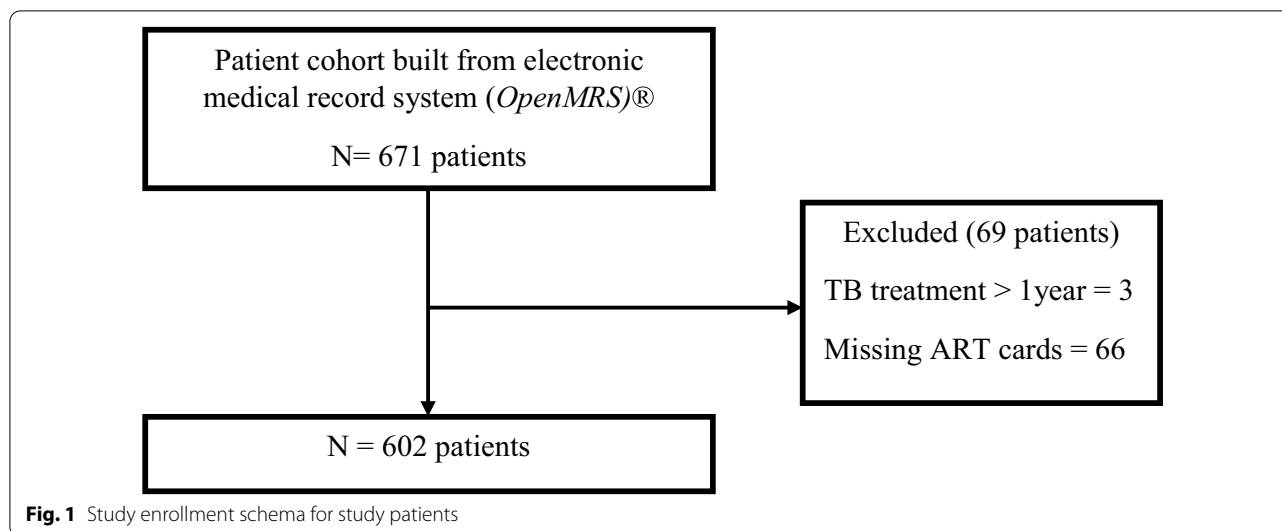 Patient cohort built from electronic
medical record system (OpenMRS)®
N= 671 patients
Excluded (69 patients)
TB treatment > 1year = 3
Missing ART cards = 66
N = 602 patients
Fig. 1 Study enrollment schema for study patients